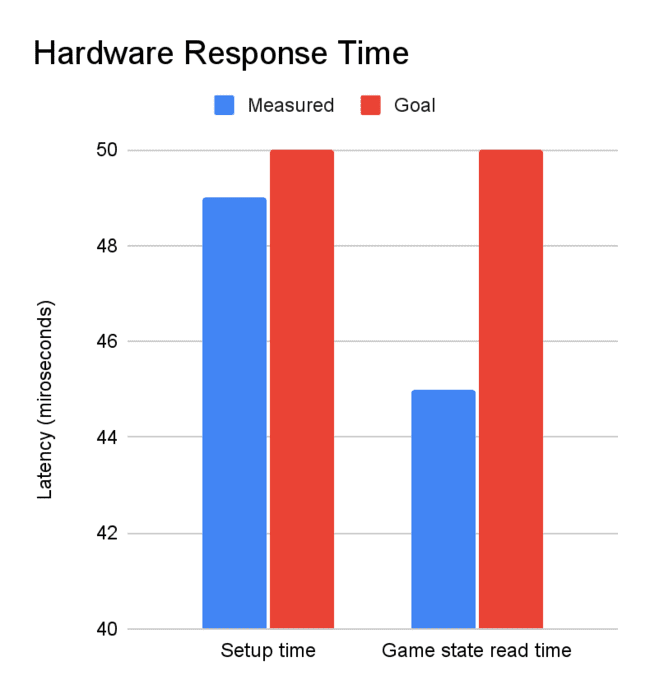 Hardware Response Time
Measured Goal
50
48
46
44
42
40
Latency (miroseconds)
Setup time Game state read time